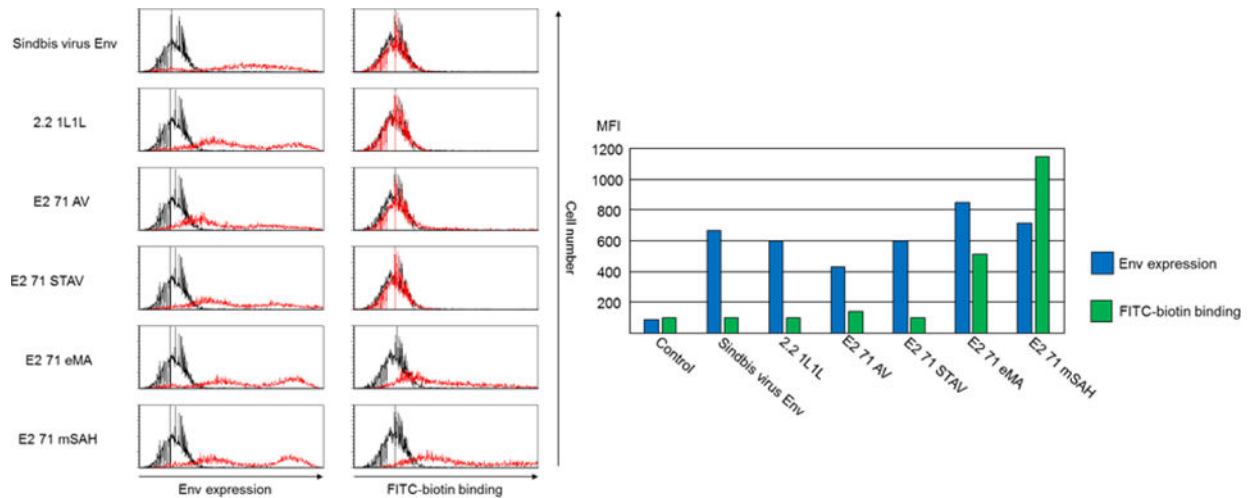 Sindbis virus Env
2.2 1L1L
E2 71 AV
E2 71 STAV
E2 71 eMA
E2 71 mSAH
Env expression
FITC-biotin binding
Cell number
MFI
1200
1000
800
600
400
200
Control
Sindbis virus Env
2.2 1L1L
E2 71 AV
E2 71 STAV
E2 71 eMA
E2 71 mSAH
Env expression
FITC-biotin binding